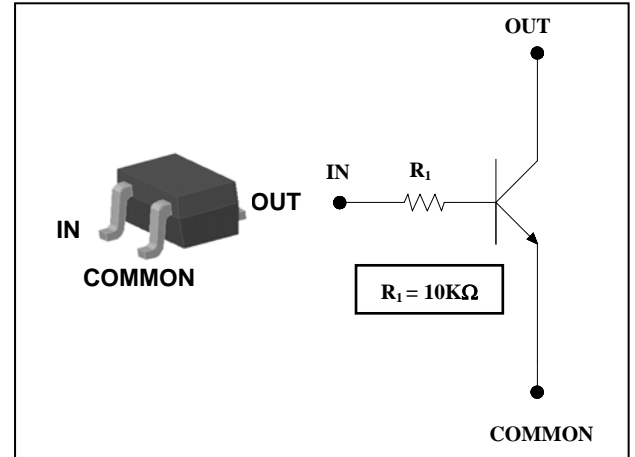 OUT
IN
R1
OUT
IN
COMMON
R1 = 10KΩ
COMMON